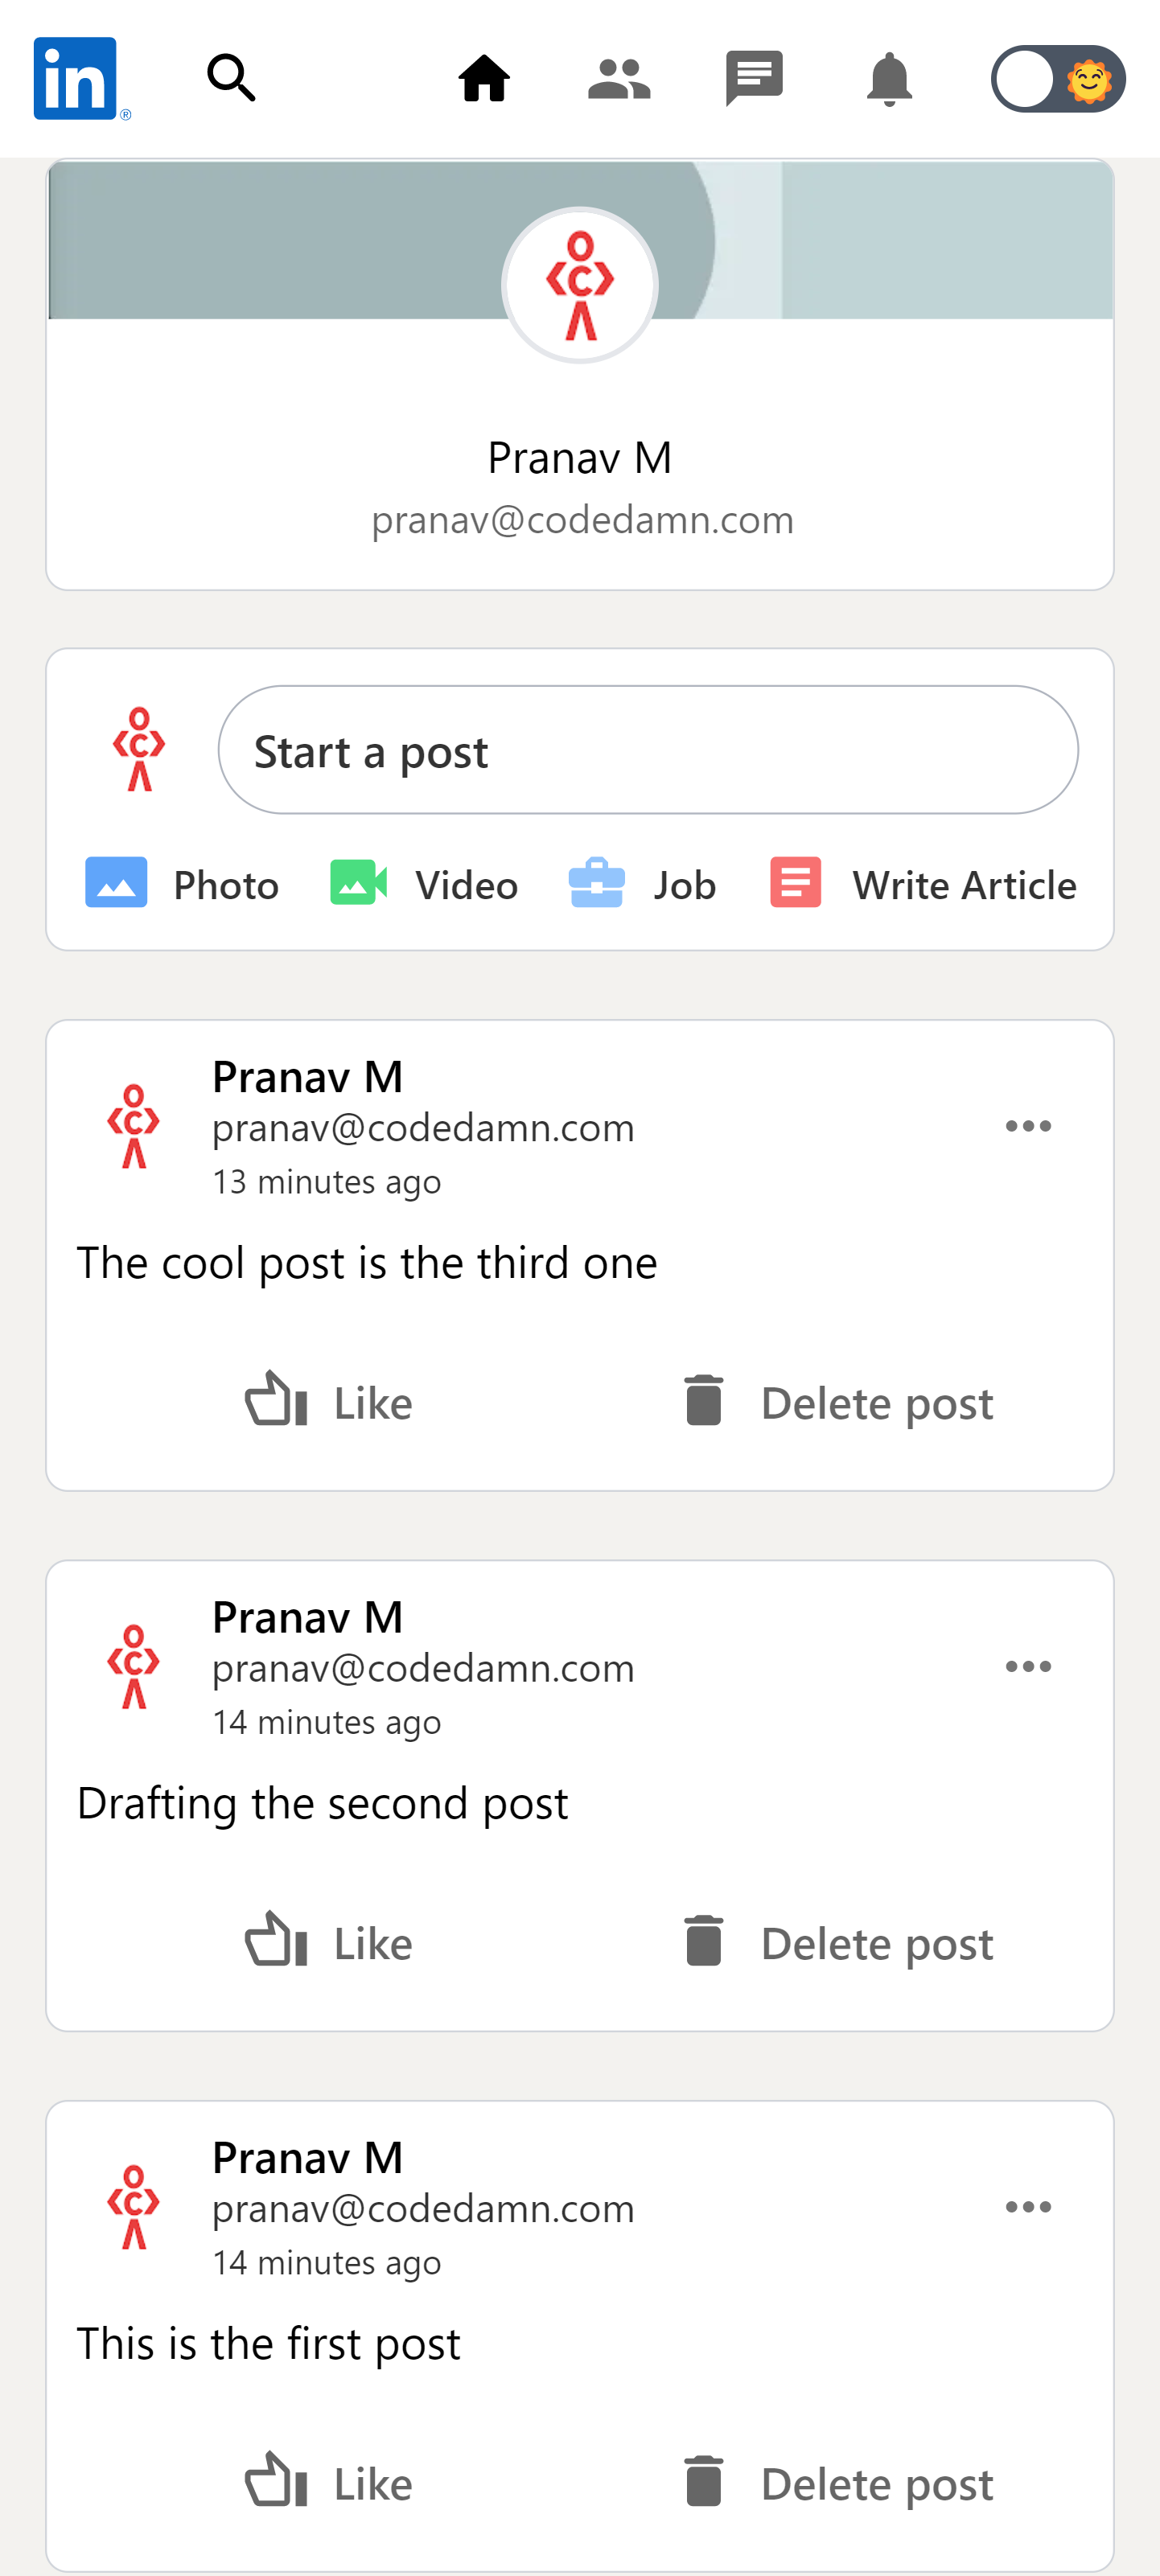 in®
Pranav M
pranav@codedamn.com
Start a post
Photo Video Job Write Article
Pranav M
pranav@codedamn.com
13 minutes ago
The cool post is the third one
Like Delete post
Pranav M
pranav@codedamn.com
14 minutes ago
Drafting the second post
Like Delete post
Pranav M
pranav@codedamn.com
14 minutes ago
This is the first post
Like Delete post